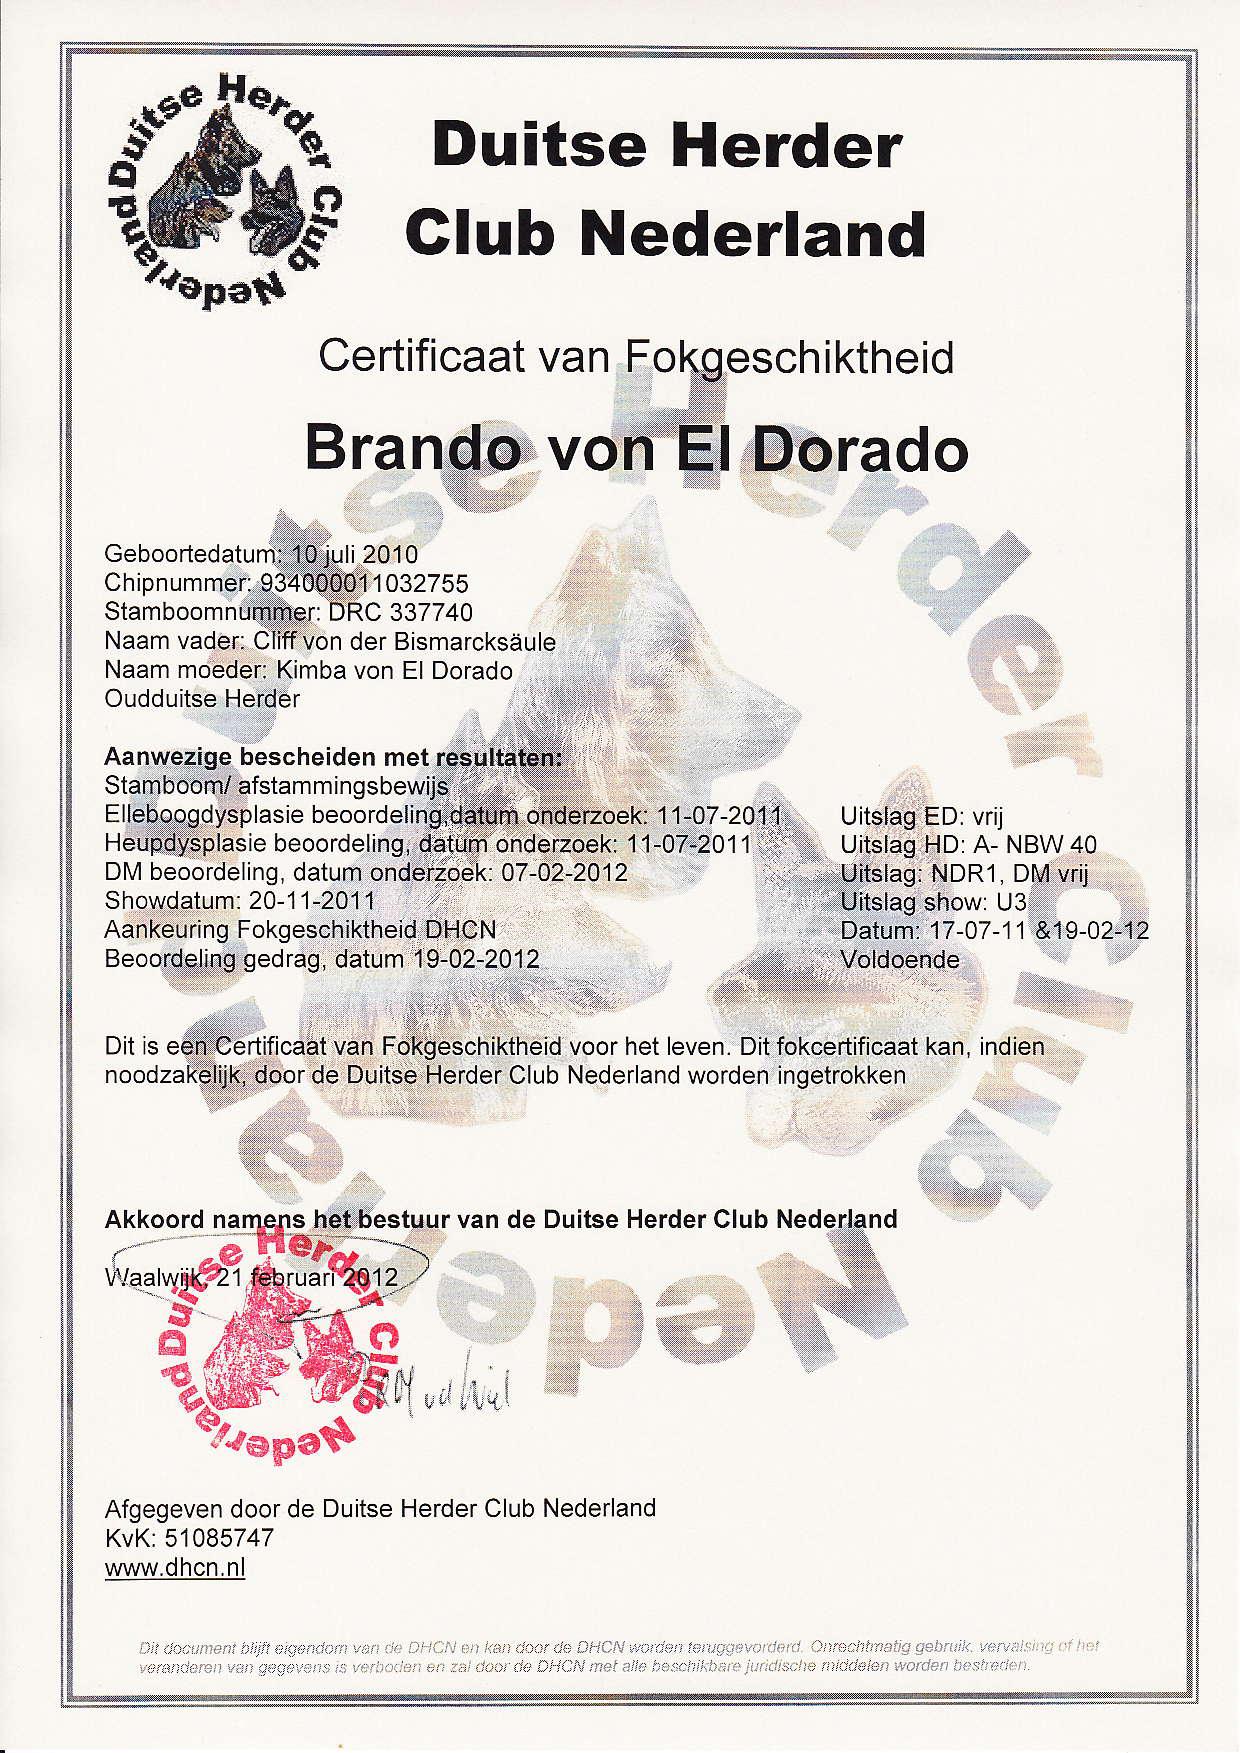 Duitse Herder Club Nederland
Duitse Herder
Club Nederland
Certificaat van Fokgeschiktheid
Brando von El Dorado
Geboortedatum: 10 juli 2010
Chipnummer: 934000011032755
Stamboomnummer: DRC 337740
Naam vader: Cliff von der Bismarcksäule
Naam moeder: Kimba von El Dorado
Oudduitse Herder
Aanwezige bescheiden met resultaten:
Stamboom/ afstammingsbewijs
Elleboogdysplasie beoordeling,datum onderzoek: 11-07-2011 Uitslag ED: vrij
Heupdysplasie beoordeling, datum onderzoek: 11-07-2011 Uitslag HD: A- NBW 40
DM beoordeling, datum onderzoek: 07-02-2012 Uitslag: NDR1, DM vrij
Showdatum: 20-11-2011 Uitslag show: U3
Aankeuring Fokgeschiktheid DHCN Datum: 17-07-11 &19-02-12
Beoordeling gedrag, datum 19-02-2012 Voldoende
Dit is een Certificaat van Fokgeschiktheid voor het leven. Dit fokcertificaat kan, indien
noodzakelijk, door de Duitse Herder Club Nederland worden ingetrokken
Duitse Herder Club Nederland
Akkoord namens het bestuur van de Duitse Herder Club Nederland
Waalwijk, 21 februari 2012
Duitse Herder Club Nederland
Afgegeven door de Duitse Herder Club Nederland
KvK: 51085747
www.dhcn.nl
Dit document blijft eigendom van de DHCN en kan door de DHCN worden teruggevorderd. Onrechtmatig gebruik, vervalsing of het
veranderen van gegevens is verboden en zal door de DHCN met alle beschikbare juridische middelen worden bestreden.